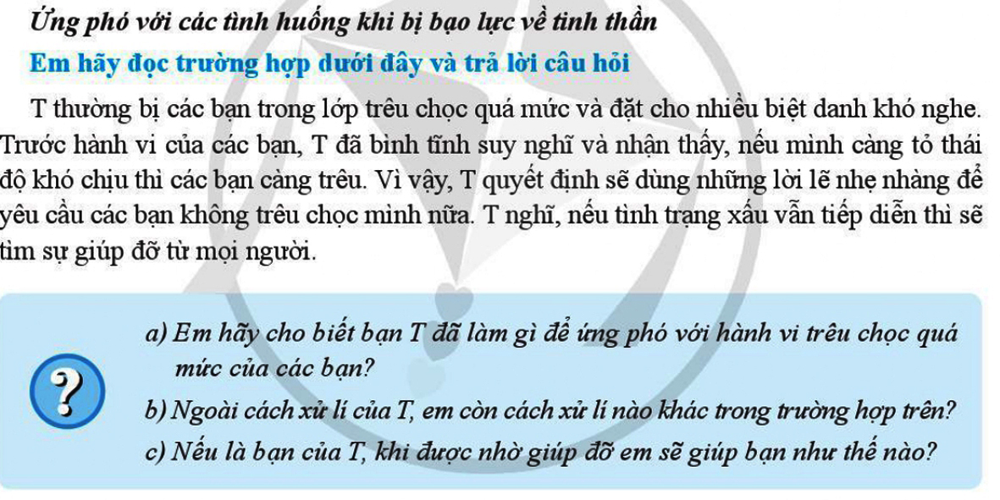 Ứng phó với các tình huống khi bị bạo lực về tinh thần
Em hãy đọc trường hợp dưới đây và trả lời câu hỏi
T thường bị các bạn trong lớp trêu chọc quá mức và đặt cho nhiều biệt danh khó nghe.
Trước hành vi của các bạn, T đã bình tĩnh suy nghĩ và nhận thấy, nếu mình càng tỏ thái
độ khó chịu thì các bạn càng trêu. Vì vậy, T quyết định sẽ dùng những lời lẽ nhẹ nhàng để
yêu cầu các bạn không trêu chọc mình nữa. T nghĩ, nếu tình trạng xấu vẫn tiếp diễn thì sẽ
tìm sự giúp đỡ từ mọi người.
?
a) Em hãy cho biết bạn T đã làm gì để ứng phó với hành vi trêu chọc quá
mức của các bạn?
b) Ngoài cách xử lí của T, em còn cách xử lí nào khác trong trường hợp trên?
c) Nếu là bạn của T, khi được nhờ giúp đỡ em sẽ giúp bạn như thế nào?